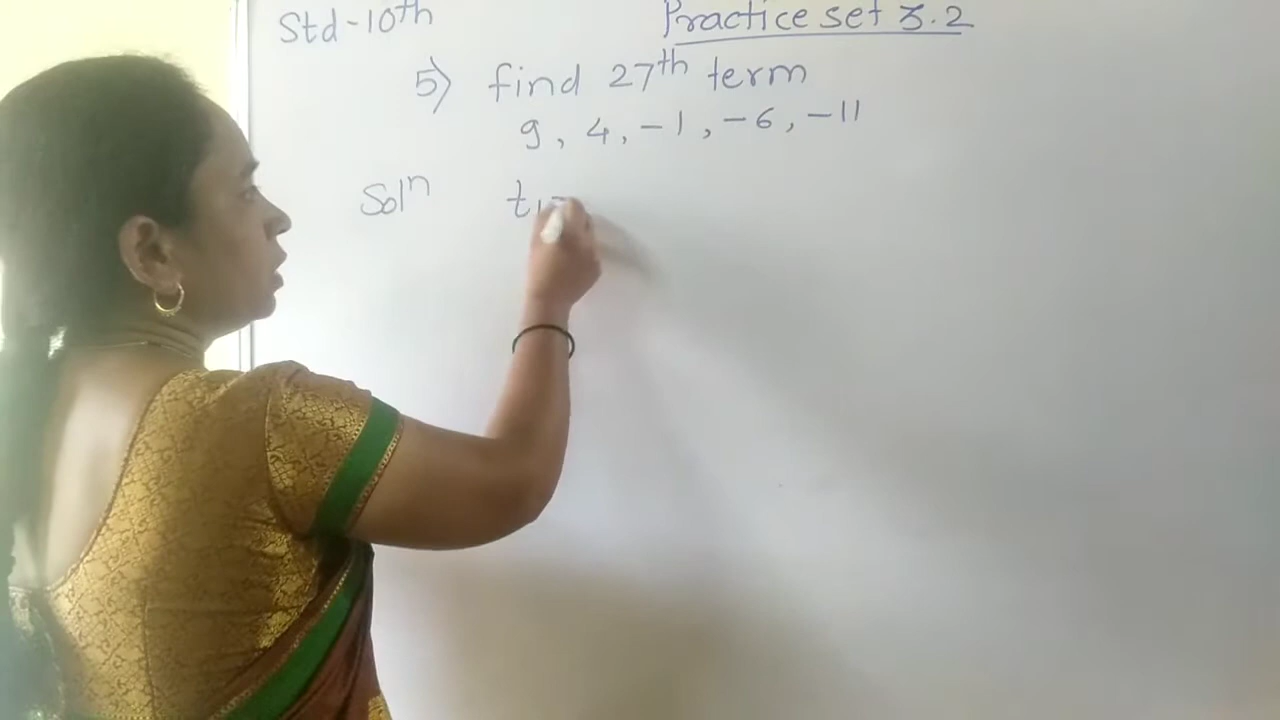 Std-10th Practice set 3.2
5) find 27th term
9, 4, -1, -6, -11
Solⁿ t₁=